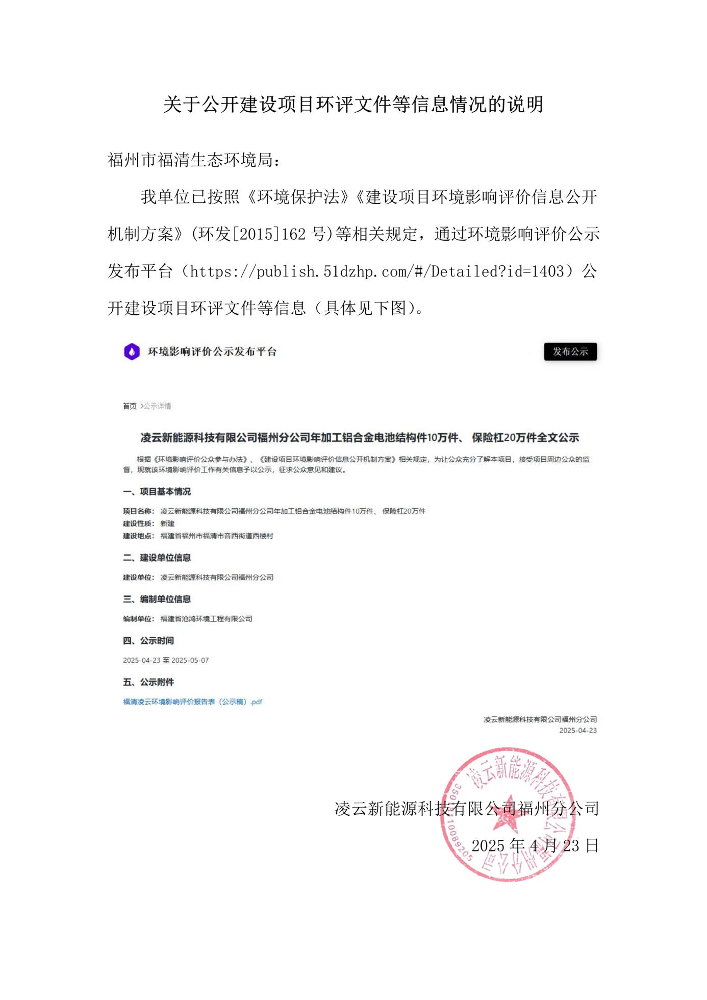 关于公开建设项目环评文件等信息情况的说明
福州市福清生态环境局：
我单位已按照《环境保护法》《建设项目环境影响评价信息公开
机制方案》(环发[2015]162 号)等相关规定，通过环境影响评价公示
发布平台（https://publish.51dzhp.com/#/Detailed?id=1403）公
开建设项目环评文件等信息（具体见下图）。
环境影响评价公示发布平台
发布公示
首页 >公示详情
凌云新能源科技有限公司福州分公司年加工铝合金电池结构件10万件、 保险杠20万件全文公示
根据《环境影响评价公众参与办法》、《建设项目环境影响评价信息公开机制方案》相关规定，为让公众充分了解本项目，接受项目周边公众的监
督，现就该环境影响评价工作有关信息予以公示，征求公众意见和建议。
一、项目基本情况
项目名称： 凌云新能源科技有限公司福州分公司年加工铝合金电池结构件10万件、 保险杠20万件
建设性质： 新建
建设地点： 福建省福州市福清市音西街道西楼村
二、建设单位信息
建设单位： 凌云新能源科技有限公司福州分公司
三、编制单位信息
编制单位： 福建省沧鸿环境工程有限公司
四、公示时间
2025-04-23 至 2025-05-07
五、公示附件
福清凌云环境影响评价报告表（公示稿）.pdf
凌云新能源科技有限公司福州分公司
2025-04-23
凌云新能源科技有限公司福州分公司
2025 年 4 月 23 日
凌云新能源科技有限公司福州分公司